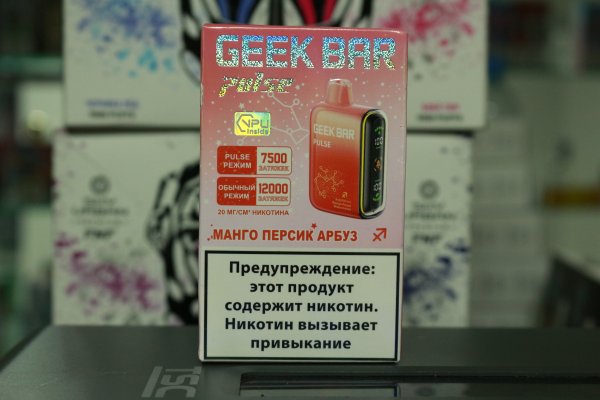 GEEK BAR
pulse
VPU
inside
PULSE
РЕЖИМ
7500
ЗАТЯЖЕК
ОБЫЧНЫЙ
РЕЖИМ
12000
ЗАТЯЖЕК
20 МГ/СМ³ НИКОТИНА
GEEK BAR
PULSE
МАНГО ПЕРСИК АРБУЗ
Предупреждение:
этот продукт
содержит никотин.
Никотин вызывает
привыкание